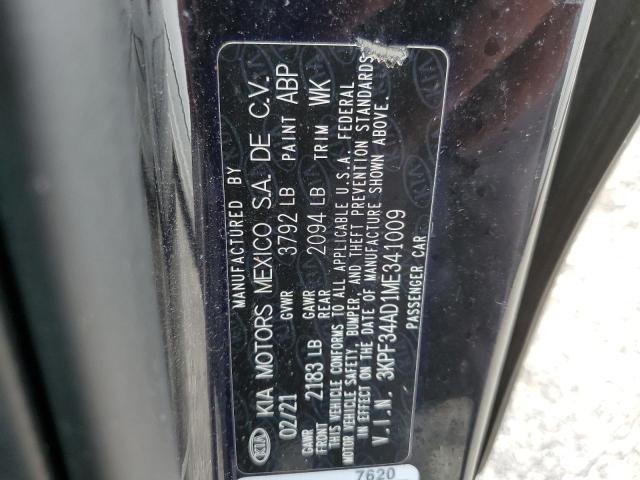 MANUFACTURED BY
KIA KIA MOTORS MEXICO S.A. DE C.V.
02/21 GVWR 3792 LB PAINT ABP
GAWR FRONT 2183 LB GAWR REAR 2094 LB TRIM WK
THIS VEHICLE CONFORMS TO ALL APPLICABLE U.S.A. FEDERAL
MOTOR VEHICLE SAFETY, BUMPER, AND THEFT PREVENTION STANDARDS
IN EFFECT ON THE DATE OF MANUFACTURE SHOWN ABOVE.
V.I.N. 3KPF34AD1ME341009
PASSENGER CAR
7620